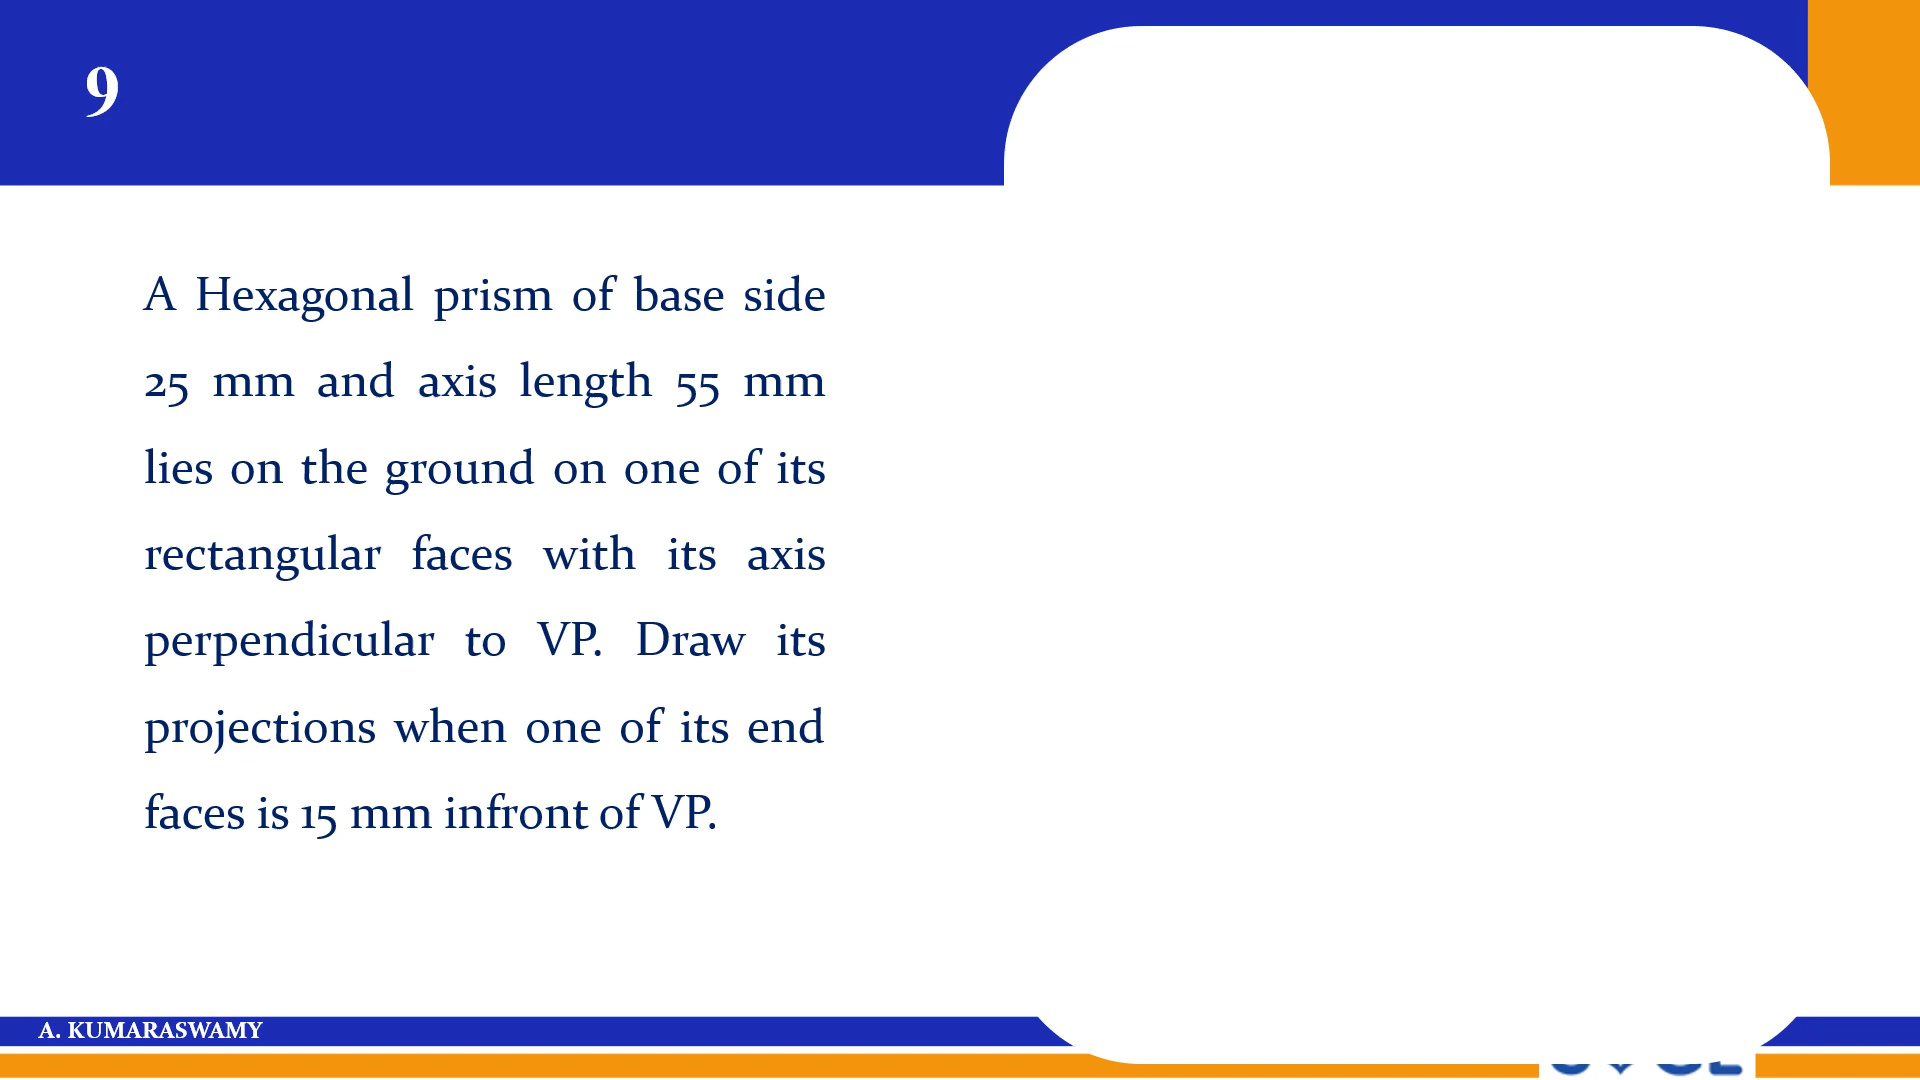 9
A Hexagonal prism of base side
25 mm and axis length 55 mm
lies on the ground on one of its
rectangular faces with its axis
perpendicular to VP. Draw its
projections when one of its end
faces is 15 mm infront of VP.
A. KUMARASWAMY